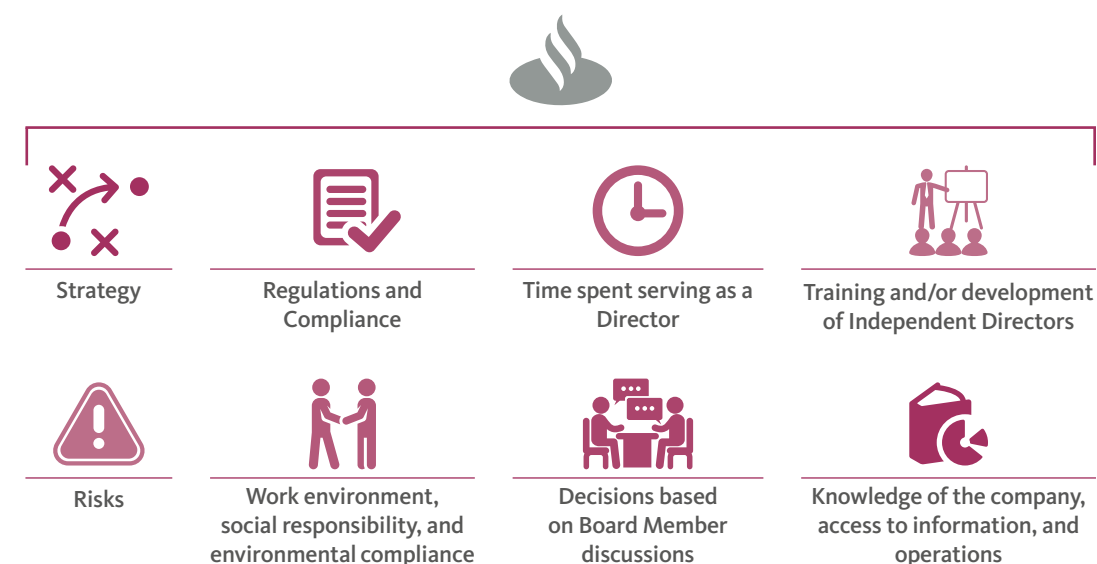 Strategy
Regulations and
Compliance
Time spent serving as a
Director
Training and/or development
of Independent Directors
Risks
Work environment,
social responsibility, and
environmental compliance
Decisions based
on Board Member
discussions
Knowledge of the company,
access to information, and
operations